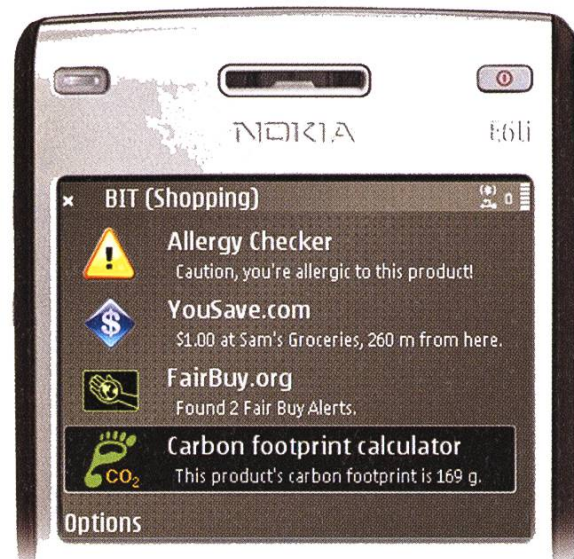 NOKIA E61i
× BIT (Shopping)
Allergy Checker
Caution, you're allergic to this product!
YouSave.com
$1.00 at Sam's Groceries, 260 m from here.
FairBuy.org
Found 2 Fair Buy Alerts.
Carbon footprint calculator
CO₂
This product's carbon footprint is 169 g.
Options